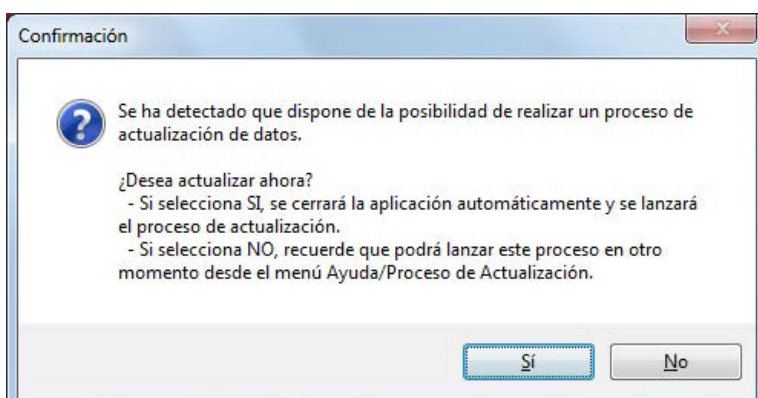 Confirmación
Se ha detectado que dispone de la posibilidad de realizar un proceso de
actualización de datos.
¿Desea actualizar ahora?
- Si selecciona SI, se cerrará la aplicación automáticamente y se lanzará
el proceso de actualización.
- Si selecciona NO, recuerde que podrá lanzar este proceso en otro
momento desde el menú Ayuda/Proceso de Actualización.
Sí
No